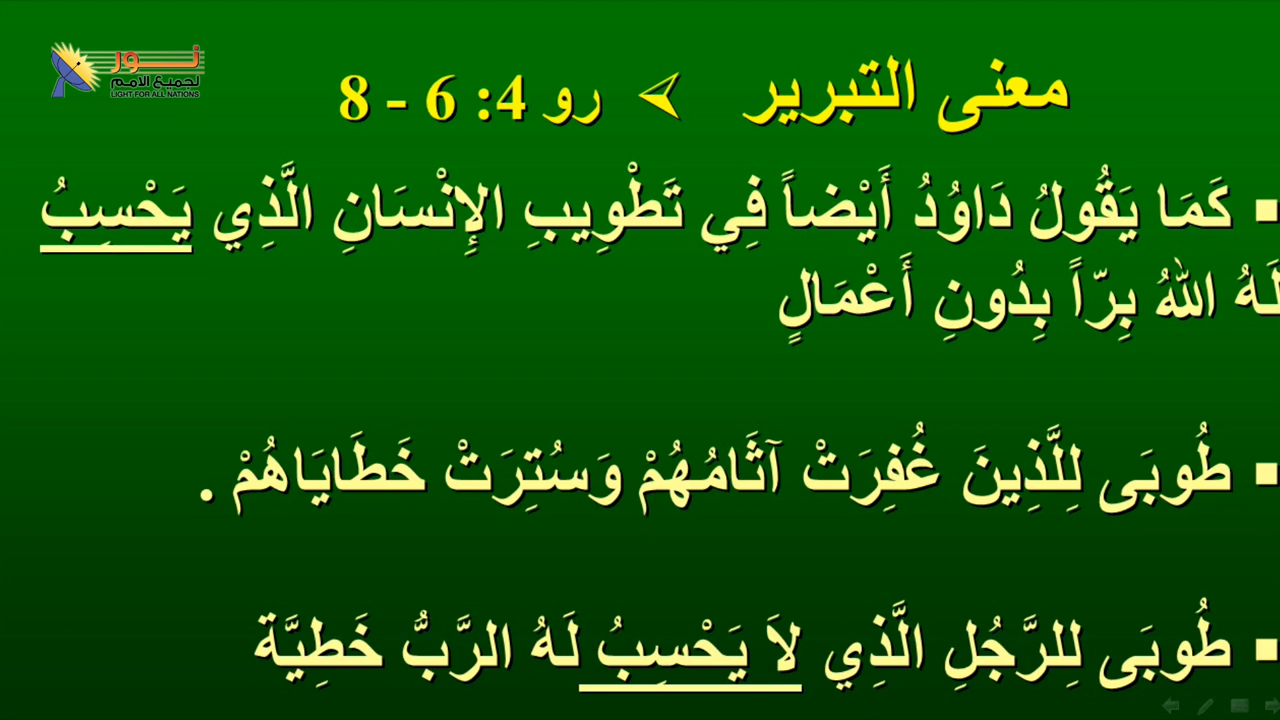 نور
لجميع الأمم
LIGHT FOR ALL NATIONS
معنى التبرير ➢ رو 4: 6 - 8
▪ كَمَا يَقُولُ دَاوُدُ أَيْضاً فِي تَطْوِيبِ الإِنْسَانِ الَّذِي يَحْسِبُ
لَهُ اللهُ بِرّاً بِدُونِ أَعْمَالٍ
▪ طُوبَى لِلَّذِينَ غُفِرَتْ آثَامُهُمْ وَسُتِرَتْ خَطَايَاهُمْ .
▪ طُوبَى لِلرَّجُلِ الَّذِي لاَ يَحْسِبُ لَهُ الرَّبُّ خَطِيَّة